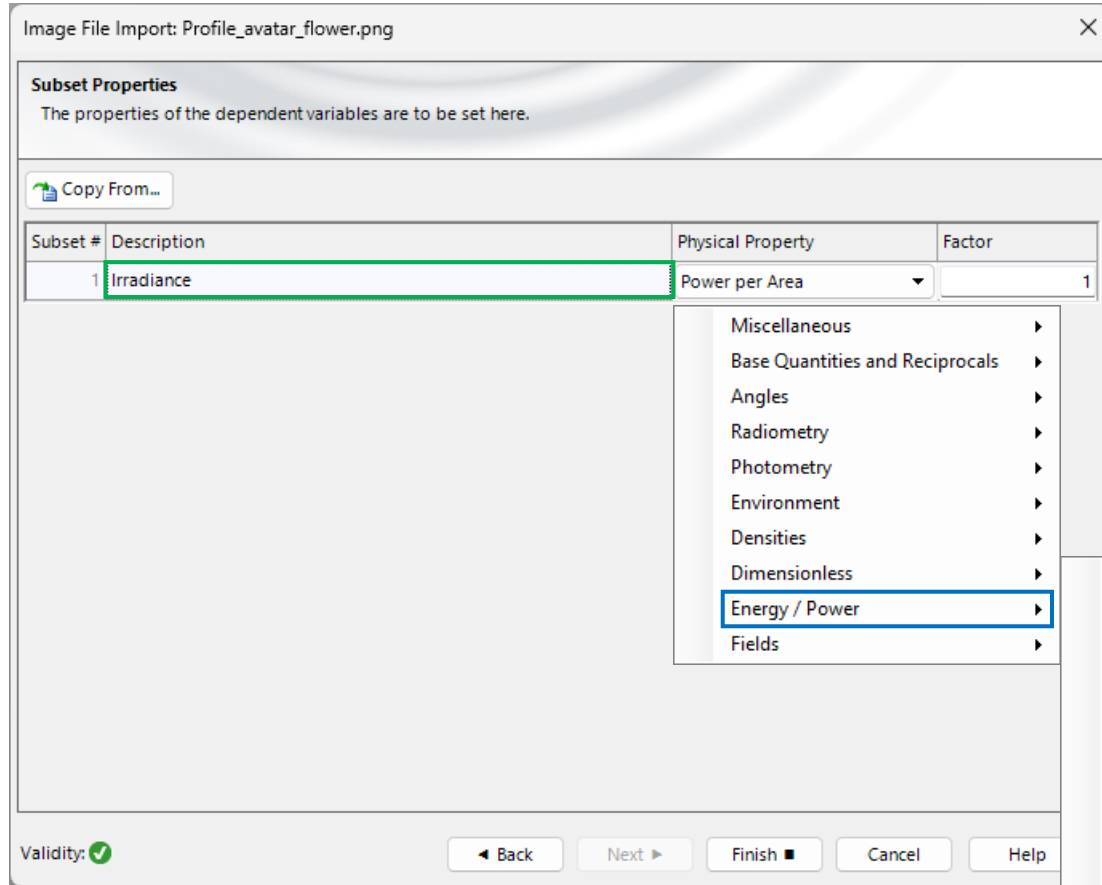 Image File Import: Profile_avatar_flower.png
Subset Properties
The properties of the dependent variables are to be set here.
Copy From...
Subset # Description Physical Property Factor
1 Irradiance Power per Area 1
Miscellaneous
Base Quantities and Reciprocals
Angles
Radiometry
Photometry
Environment
Densities
Dimensionless
Energy / Power
Fields
Validity: Back Next Finish Cancel Help